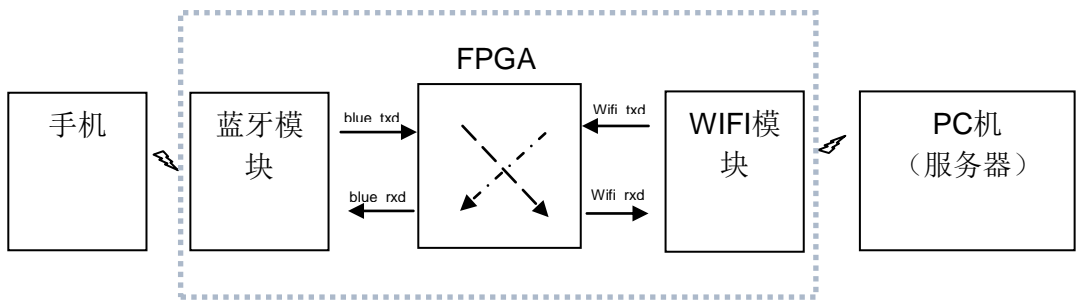 FPGA
手机
蓝牙模
块
blue_txd
blue_rxd
Wifi_txd
Wifi_rxd
WIFI模
块
PC机
（服务器）